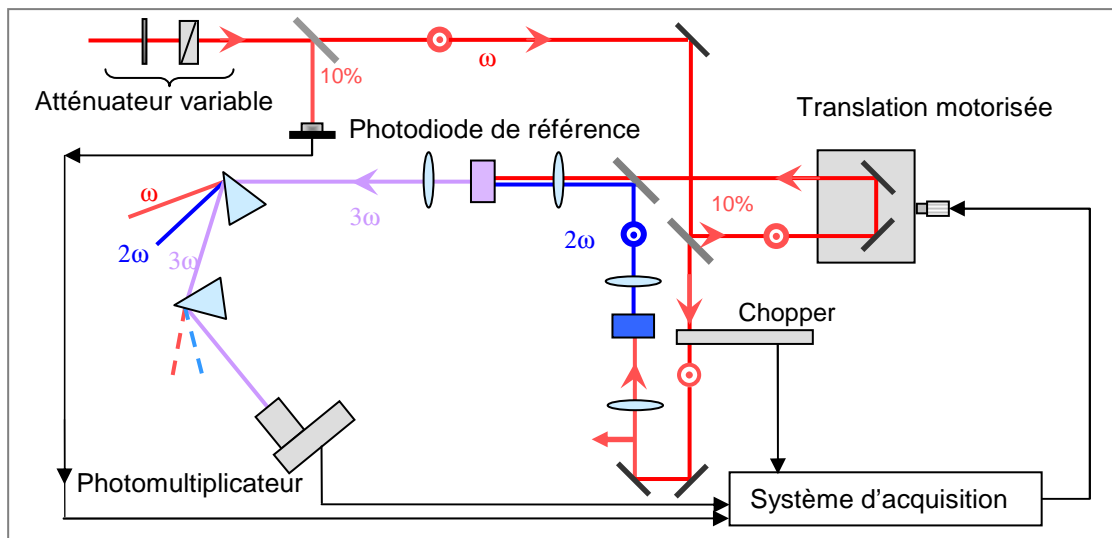 10%
ω
Atténuateur variable
Photodiode de référence
Translation motorisée
ω
2ω
3ω
3ω
2ω
10%
Chopper
Photomultiplicateur
Système d'acquisition